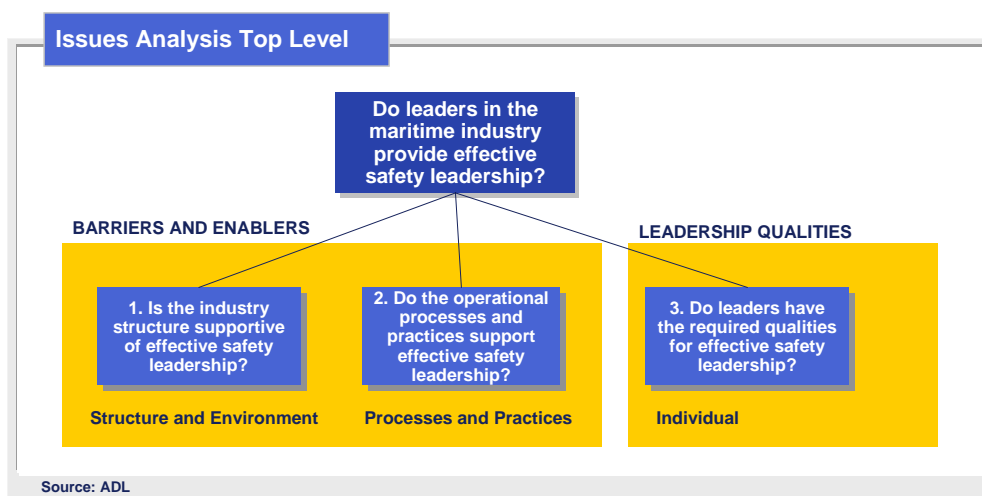 Issues Analysis Top Level
Do leaders in the
maritime industry
provide effective
safety leadership?
BARRIERS AND ENABLERS
LEADERSHIP QUALITIES
1. Is the industry
structure supportive
of effective safety
leadership?
2. Do the operational
processes and
practices support
effective safety
leadership?
3. Do leaders have
the required qualities
for effective safety
leadership?
Structure and Environment
Processes and Practices
Individual
Source: ADL